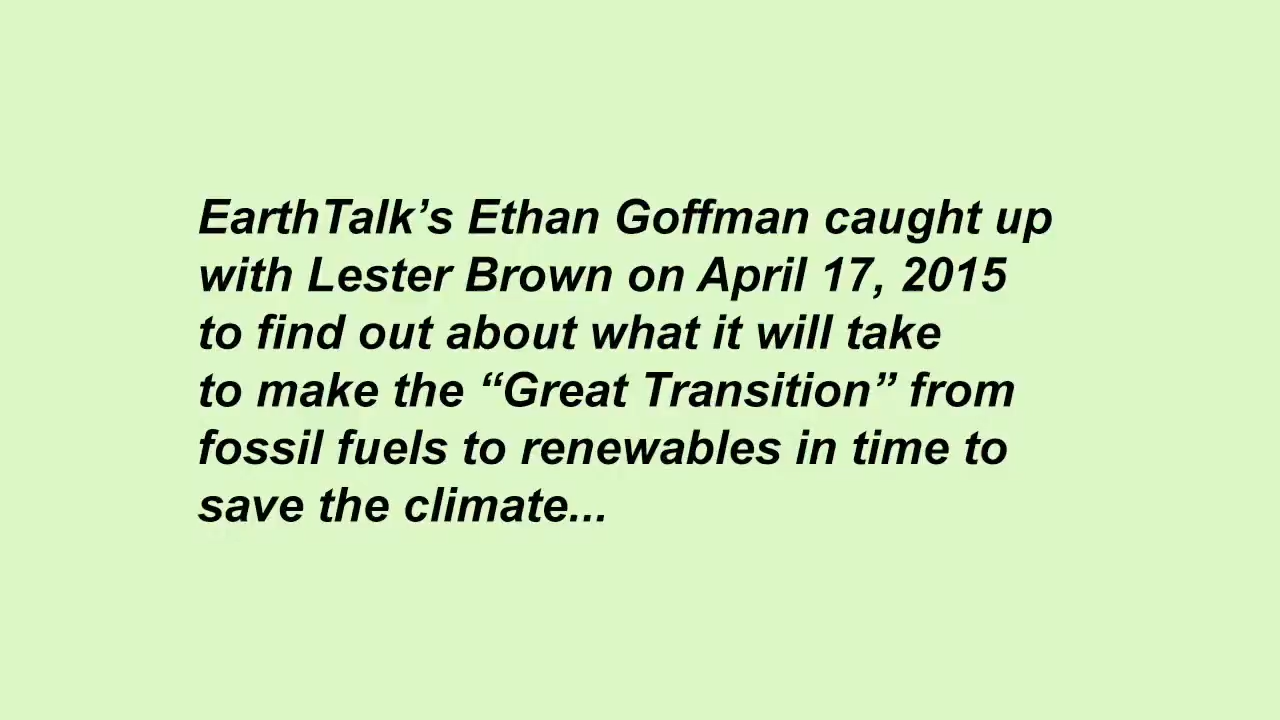 EarthTalk’s Ethan Goffman caught up
with Lester Brown on April 17, 2015
to find out about what it will take
to make the “Great Transition” from
fossil fuels to renewables in time to
save the climate...